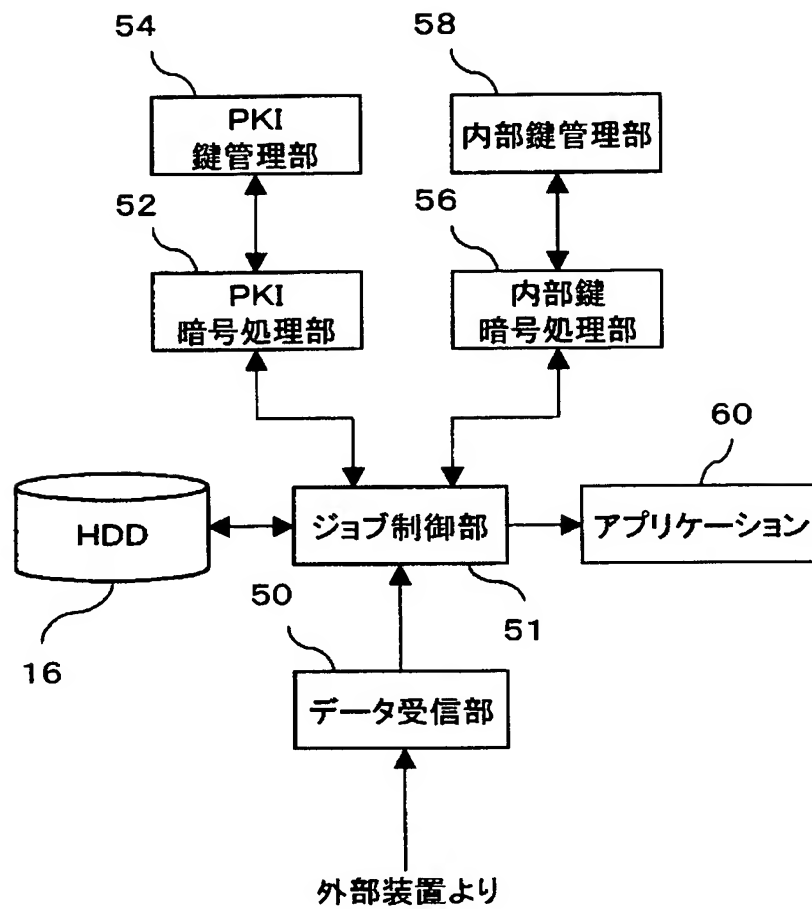 54
58
PKI
鍵管理部
内部鍵管理部
52
56
PKI
暗号処理部
内部鍵
暗号処理部
60
HDD
ジョブ制御部
アプリケーション
50
51
16
データ受信部
外部装置より